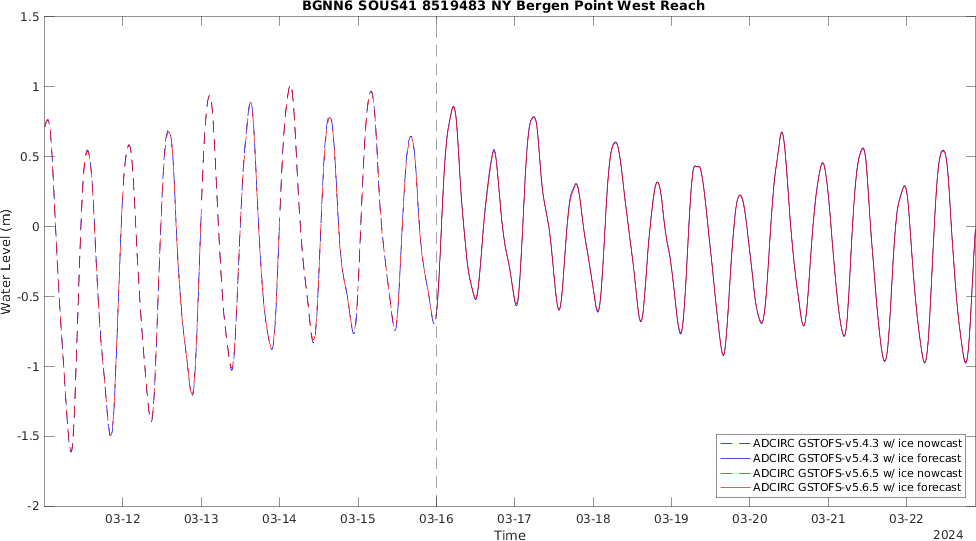 BGNN6 SOUS41 8519483 NY Bergen Point West Reach
1.5
1
0.5
0
-0.5
-1
-1.5
-2
Water Level (m)
03-12 03-13 03-14 03-15 03-16 03-17 03-18 03-19 03-20 03-21 03-22
Time
2024
ADCIRC GSTOFS-v5.4.3 w/ ice nowcast
ADCIRC GSTOFS-v5.4.3 w/ ice forecast
ADCIRC GSTOFS-v5.6.5 w/ ice nowcast
ADCIRC GSTOFS-v5.6.5 w/ ice forecast